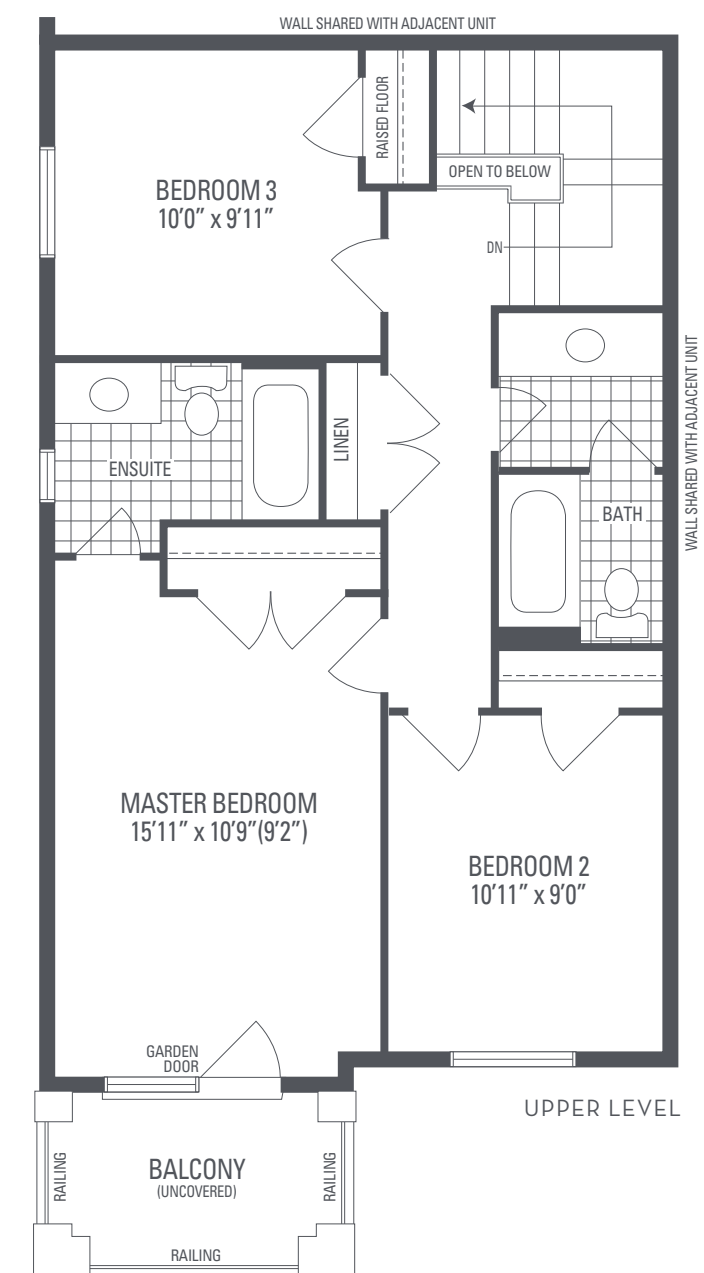 WALL SHARED WITH ADJACENT UNIT
RAISED FLOOR
BEDROOM 3
10'0" x 9'11"
OPEN TO BELOW
DN
WALL SHARED WITH ADJACENT UNIT
LINEN
ENSUITE
BATH
MASTER BEDROOM
15'11" x 10'9"(9'2")
BEDROOM 2
10'11" x 9'0"
GARDEN
DOOR
UPPER LEVEL
RAILING
BALCONY
(UNCOVERED)
RAILING
RAILING